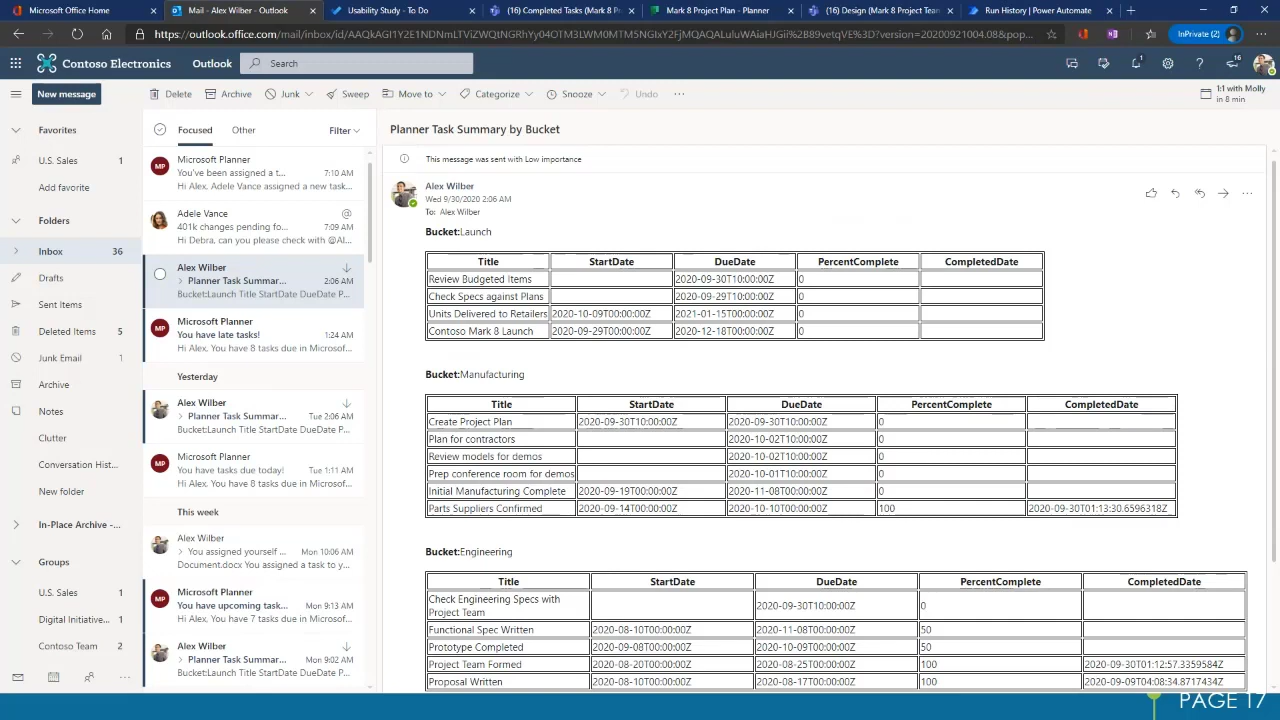 Microsoft Office Home
Mail - Alex Wilber - Outlook
Usability Study - To Do
(16) Completed Tasks (Mark 8 P
Mark 8 Project Plan - Planner
(16) Design (Mark 8 Project Team
Run History | Power Automate
InPrivate (2)
Contoso Electronics
Outlook
Search
16
1
New message
Delete
Archive
Junk
Sweep
Move to
Categorize
Snooze
Undo
1:1 with Molly
in 8 min
Favorites
U.S. Sales 1
Add favorite
Folders
Inbox 36
Drafts
Sent Items
Deleted Items 5
Junk Email 1
Archive
Notes
Clutter
Conversation Hist...
New folder
In-Place Archive -...
Groups
U.S. Sales 1
Digital Initiative... 1
Contoso Team 2
Focused
Other
Filter
MP
Microsoft Planner
You've been assigned a t... 7:10 AM
Hi Alex, Adele Vance assigned a new task...
Adele Vance @
401k changes pending fo... 7:09 AM
Hi Debra, can you please check with @Al...
Alex Wilber
> Planner Task Summar... 2:06 AM
Bucket:Launch Title StartDate DueDate P...
MP
Microsoft Planner
You have late tasks! 1:24 AM
Hi Alex, You have 8 tasks due in Microsof...
Yesterday
Alex Wilber
> Planner Task Summar... Tue 2:06 AM
Bucket:Launch Title StartDate DueDate P...
MP
Microsoft Planner
You have tasks due today! Tue 1:11 AM
Hi Alex, You have 8 tasks due in Microsof...
This week
Alex Wilber
> You assigned yourself ... Mon 10:06 AM
Document.docx You assigned a task to y...
MP
Microsoft Planner
You have upcoming task... Mon 9:13 AM
Hi Alex, You have 7 tasks due in Microsof...
Alex Wilber
> Planner Task Summar... Mon 9:02 AM
Bucket:Launch Title StartDate DueDate P...
Planner Task Summary by Bucket
This message was sent with Low importance
Alex Wilber
Wed 9/30/2020 2:06 AM
To: Alex Wilber
Bucket:Launch
Title StartDate DueDate PercentComplete CompletedDate
Review Budgeted Items 2020-09-30T10:00:00Z 0
Check Specs against Plans 2020-09-29T10:00:00Z 0
Units Delivered to Retailers 2020-10-09T00:00:00Z 2021-01-15T00:00:00Z 0
Contoso Mark 8 Launch 2020-09-29T00:00:00Z 2020-12-18T00:00:00Z 0
Bucket:Manufacturing
Title StartDate DueDate PercentComplete CompletedDate
Create Project Plan 2020-09-30T10:00:00Z 2020-09-30T10:00:00Z 0
Plan for contractors 2020-10-02T10:00:00Z 0
Review models for demos 2020-10-02T10:00:00Z 0
Prep conference room for demos 2020-10-01T10:00:00Z 0
Initial Manufacturing Complete 2020-09-19T00:00:00Z 2020-11-08T00:00:00Z 0
Parts Suppliers Confirmed 2020-09-14T00:00:00Z 2020-10-10T00:00:00Z 100 2020-09-30T01:13:30.6596318Z
Bucket:Engineering
Title StartDate DueDate PercentComplete CompletedDate
Check Engineering Specs with
Project Team 2020-09-30T10:00:00Z 0
Functional Spec Written 2020-08-10T00:00:00Z 2020-11-08T00:00:00Z 50
Prototype Completed 2020-09-08T00:00:00Z 2020-10-09T00:00:00Z 50
Project Team Formed 2020-08-20T00:00:00Z 2020-08-25T00:00:00Z 100 2020-09-30T01:12:57.3359584Z
Proposal Written 2020-08-10T00:00:00Z 2020-08-17T00:00:00Z 100 2020-09-09T04:08:34.8717434Z
PAGE 17